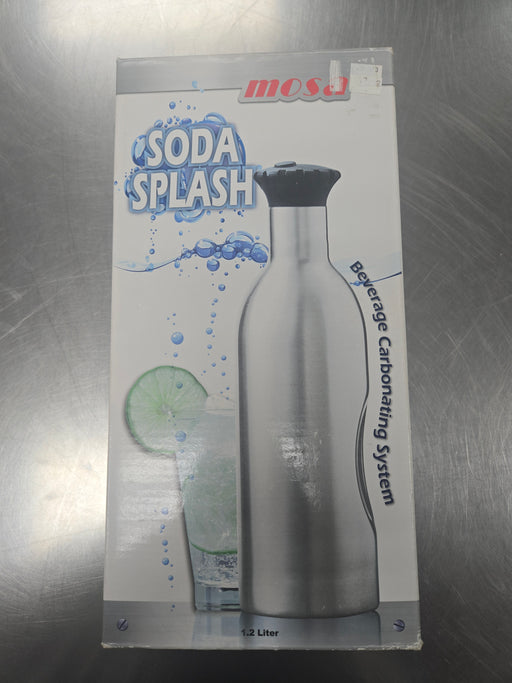 mosa
SODA
SPLASH
Beverage Carbonating System
1.2 Liter